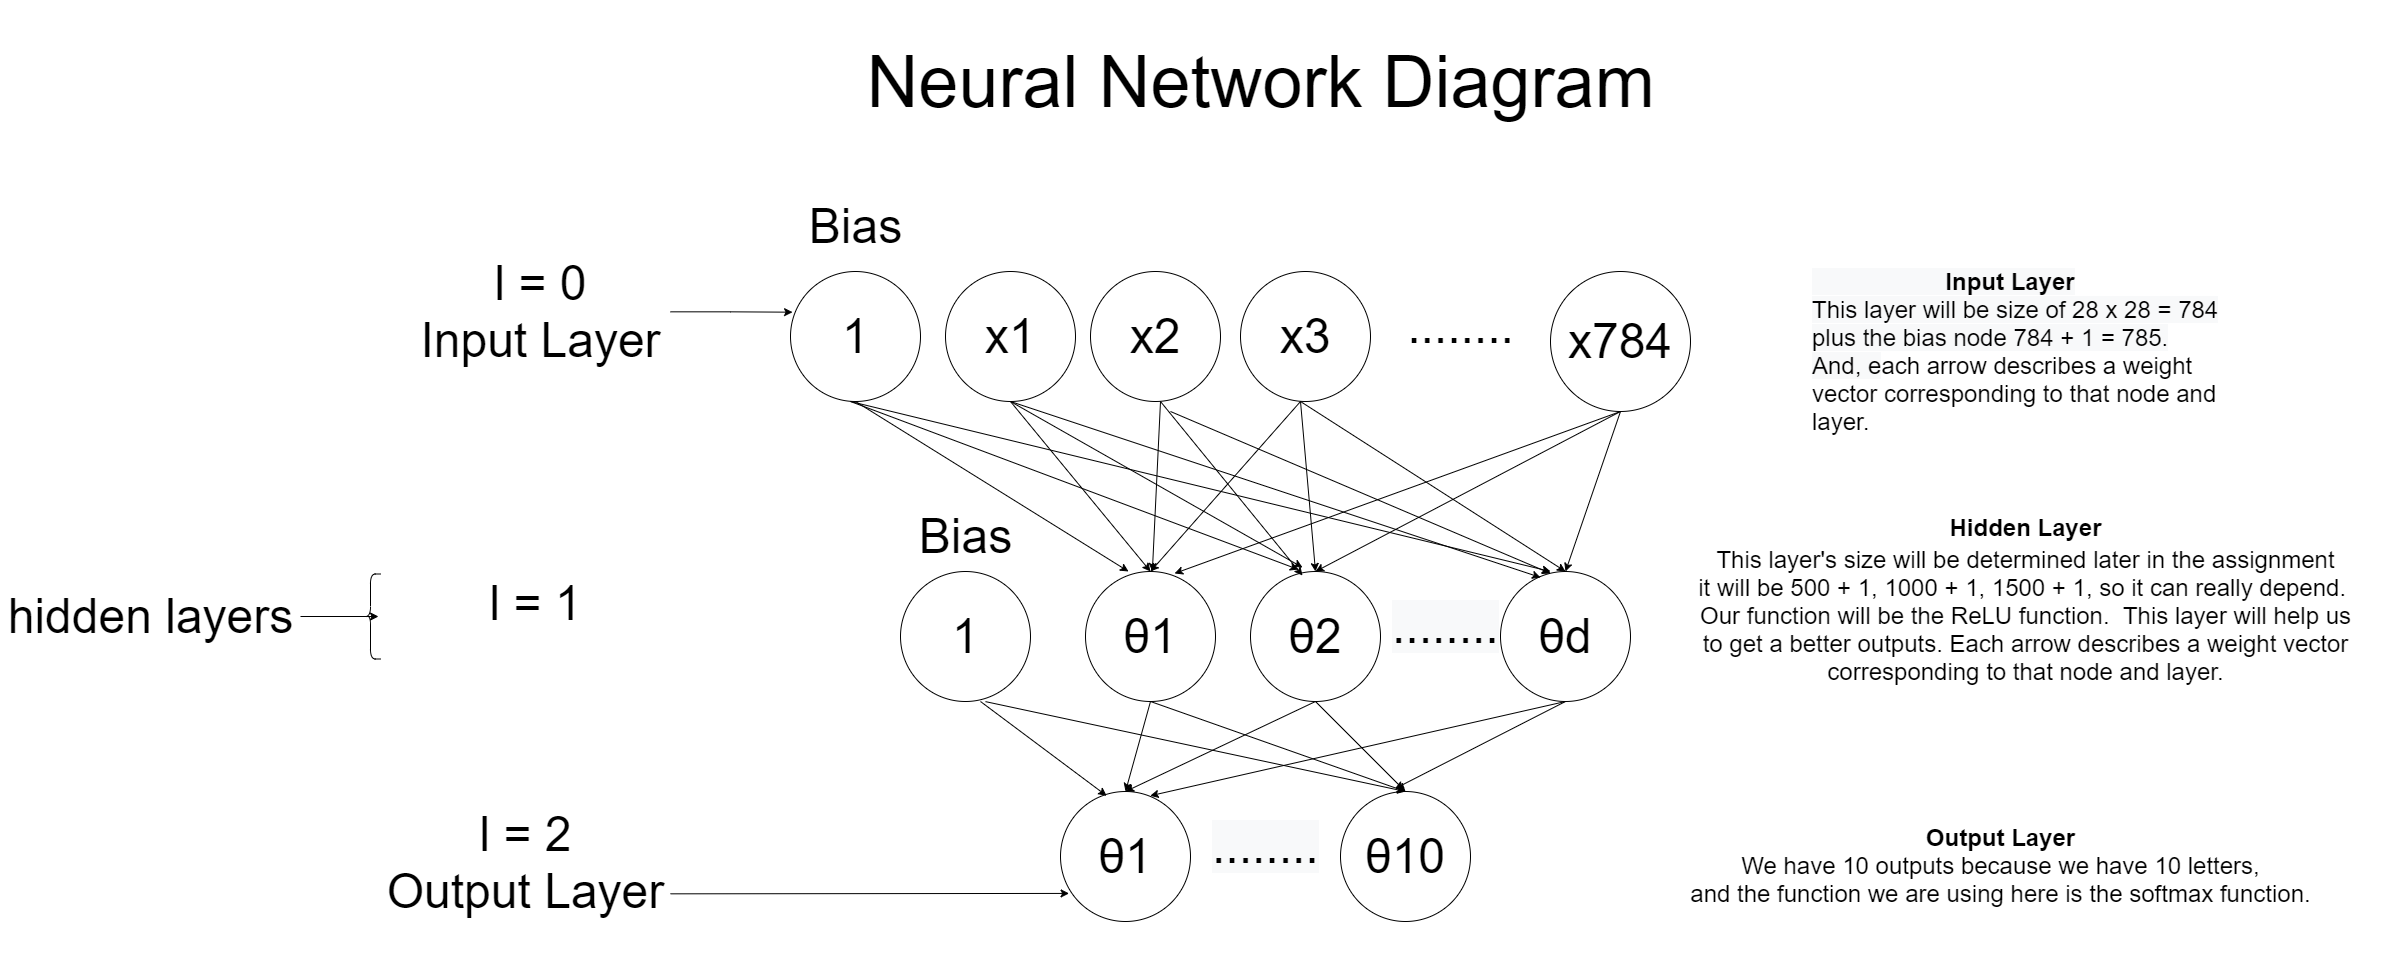 Neural Network Diagram
Bias
l = 0
Input Layer
1
x1
x2
x3
........
x784
Input Layer
This layer will be size of 28 x 28 = 784
plus the bias node 784 + 1 = 785.
And, each arrow describes a weight
vector corresponding to that node and
layer.
Bias
hidden layers
l = 1
1
θ1
θ2
........
θd
Hidden Layer
This layer's size will be determined later in the assignment
it will be 500 + 1, 1000 + 1, 1500 + 1, so it can really depend.
Our function will be the ReLU function.  This layer will help us
to get a better outputs. Each arrow describes a weight vector
corresponding to that node and layer.
l = 2
Output Layer
θ1
........
θ10
Output Layer
We have 10 outputs because we have 10 letters,
and the function we are using here is the softmax function.